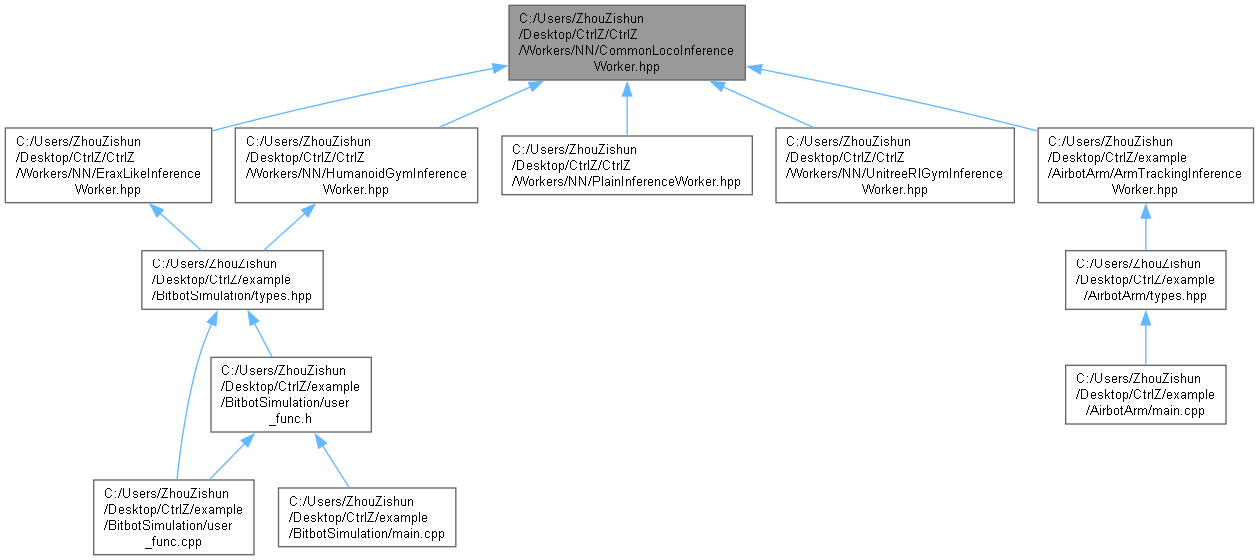 C:/Users/ZhouZishun
/Desktop/CtrlZ/CtrlZ
/Workers/NN/CommonLocoInference
Worker.hpp
C:/Users/ZhouZishun
/Desktop/CtrlZ/CtrlZ
/Workers/NN/EraxLikeInference
Worker.hpp
C:/Users/ZhouZishun
/Desktop/CtrlZ/CtrlZ
/Workers/NN/HumanoidGymInference
Worker.hpp
C:/Users/ZhouZishun
/Desktop/CtrlZ/CtrlZ
/Workers/NN/PlainInferenceWorker.hpp
C:/Users/ZhouZishun
/Desktop/CtrlZ/CtrlZ
/Workers/NN/UnitreeRlGymInference
Worker.hpp
C:/Users/ZhouZishun
/Desktop/CtrlZ/example
/AirbotArm/ArmTrackingInference
Worker.hpp
C:/Users/ZhouZishun
/Desktop/CtrlZ/example
/BitbotSimulation/types.hpp
C:/Users/ZhouZishun
/Desktop/CtrlZ/example
/AirbotArm/types.hpp
C:/Users/ZhouZishun
/Desktop/CtrlZ/example
/BitbotSimulation/user
_func.h
C:/Users/ZhouZishun
/Desktop/CtrlZ/example
/AirbotArm/main.cpp
C:/Users/ZhouZishun
/Desktop/CtrlZ/example
/BitbotSimulation/user
_func.cpp
C:/Users/ZhouZishun
/Desktop/CtrlZ/example
/BitbotSimulation/main.cpp